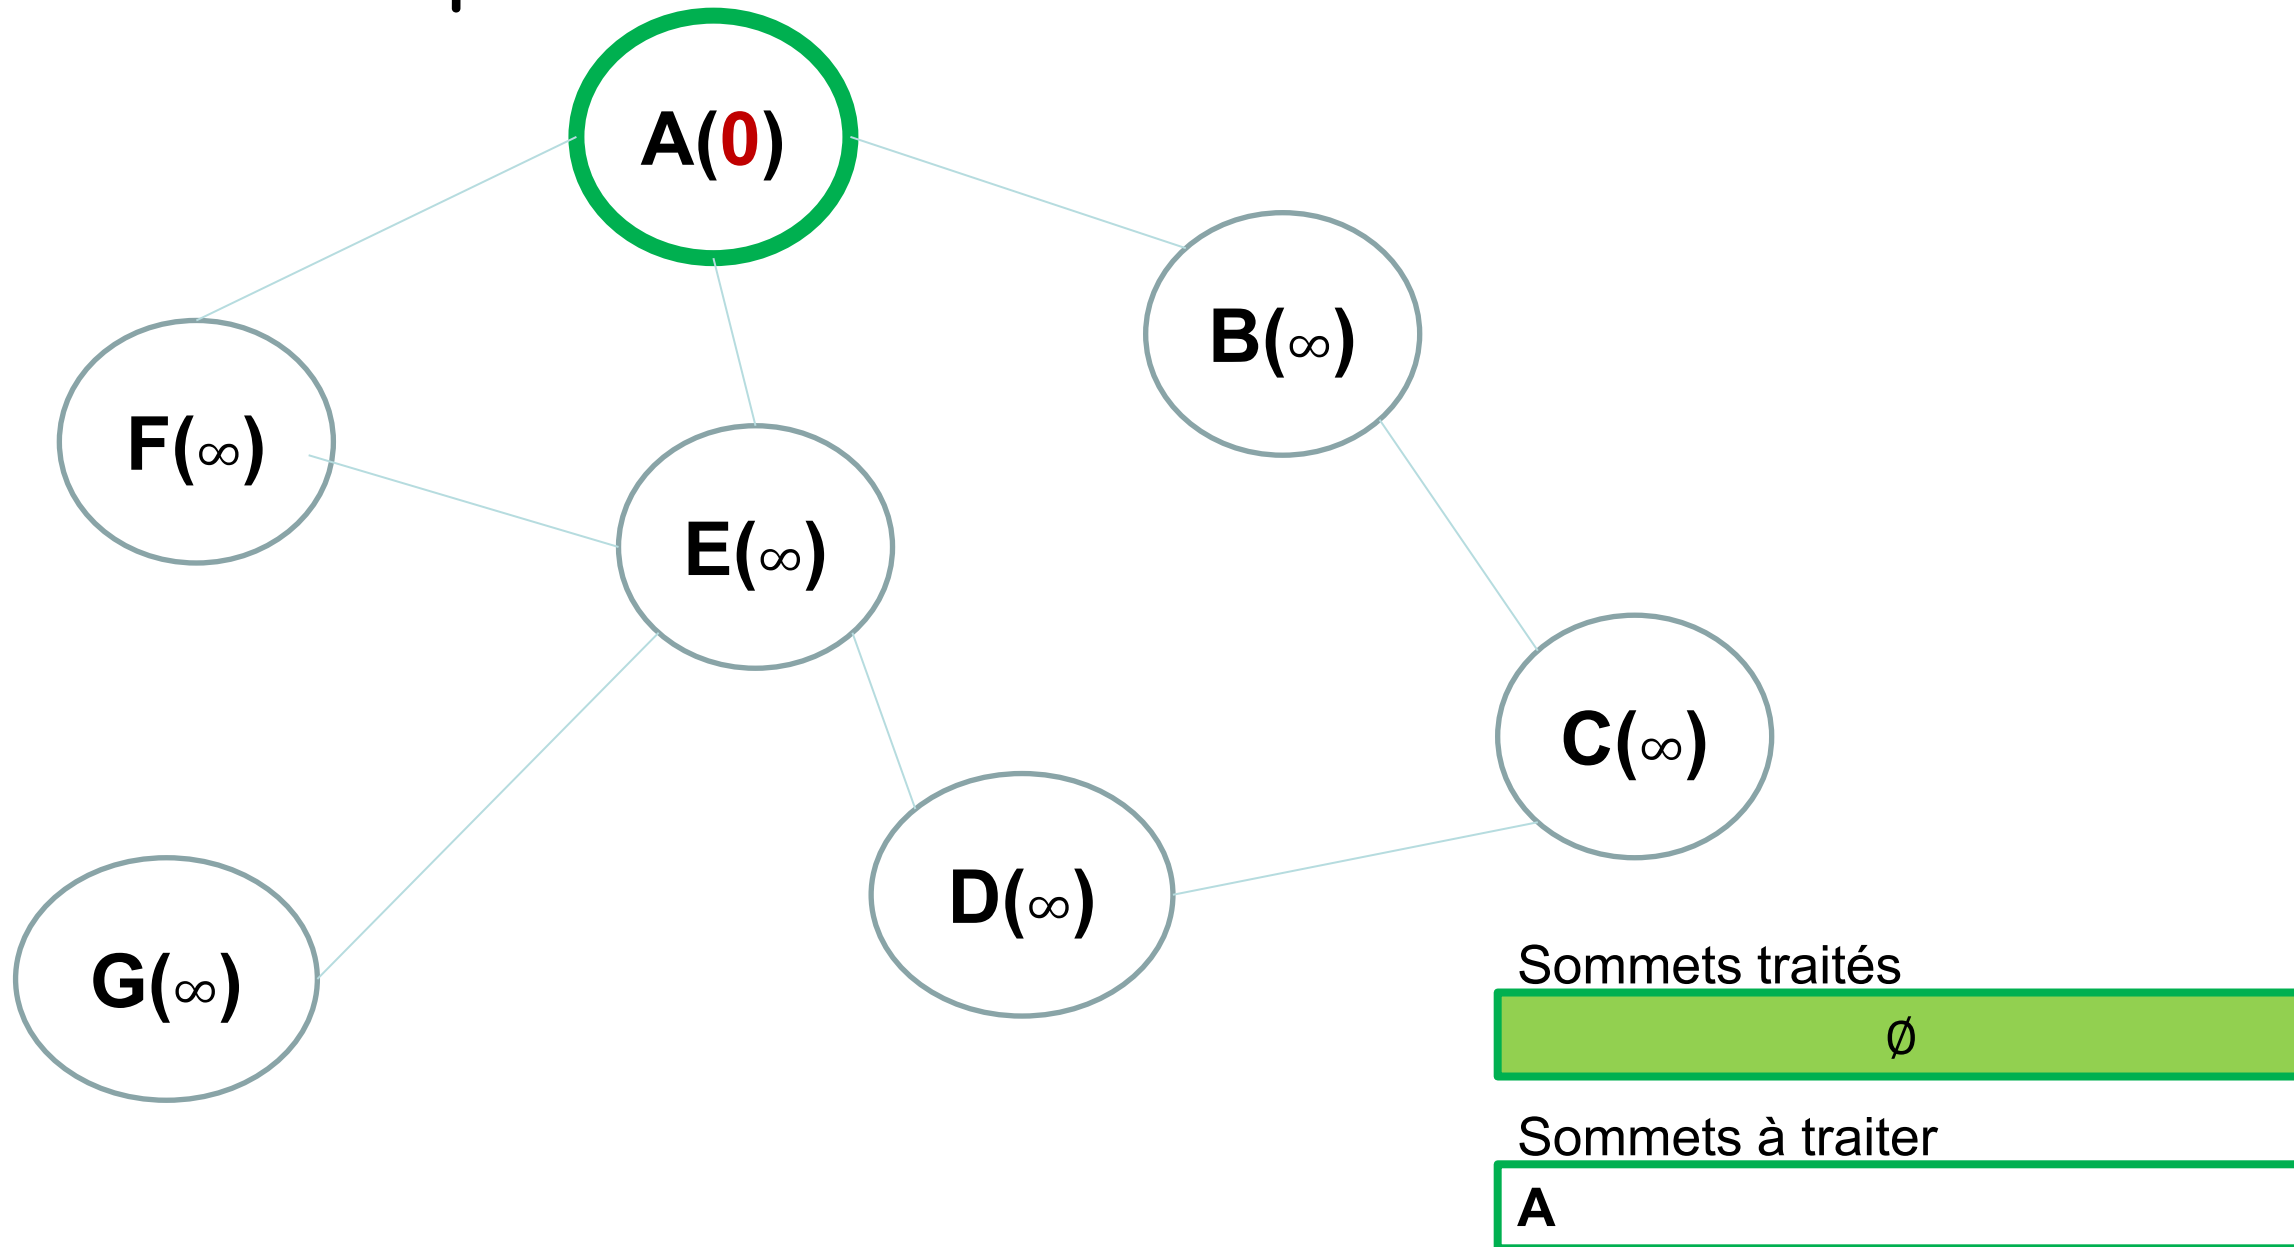 A(0)
B(∞)
F(∞)
E(∞)
C(∞)
D(∞)
G(∞)
Sommets traités
∅
Sommets à traiter
A